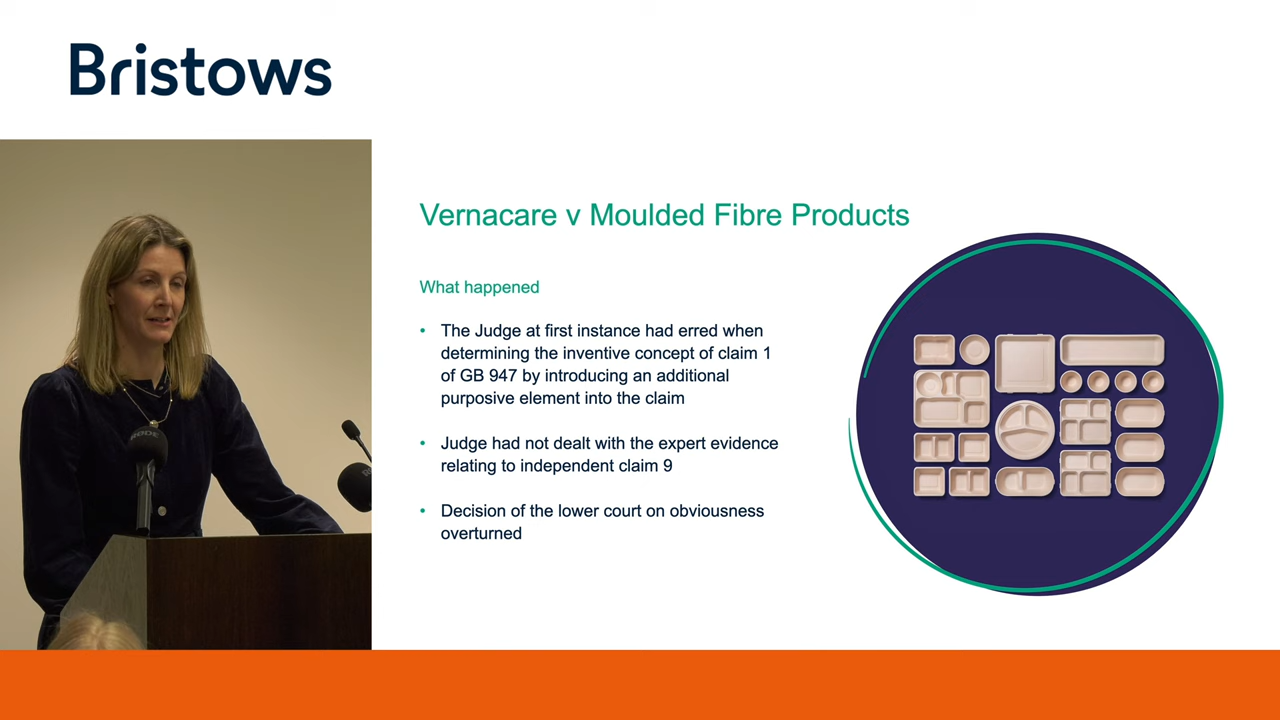 Bristows
Vernacare v Moulded Fibre Products
What happened
• The Judge at first instance had erred when
determining the inventive concept of claim 1
of GB 947 by introducing an additional
purposive element into the claim
• Judge had not dealt with the expert evidence
relating to independent claim 9
• Decision of the lower court on obviousness
overturned
RODE